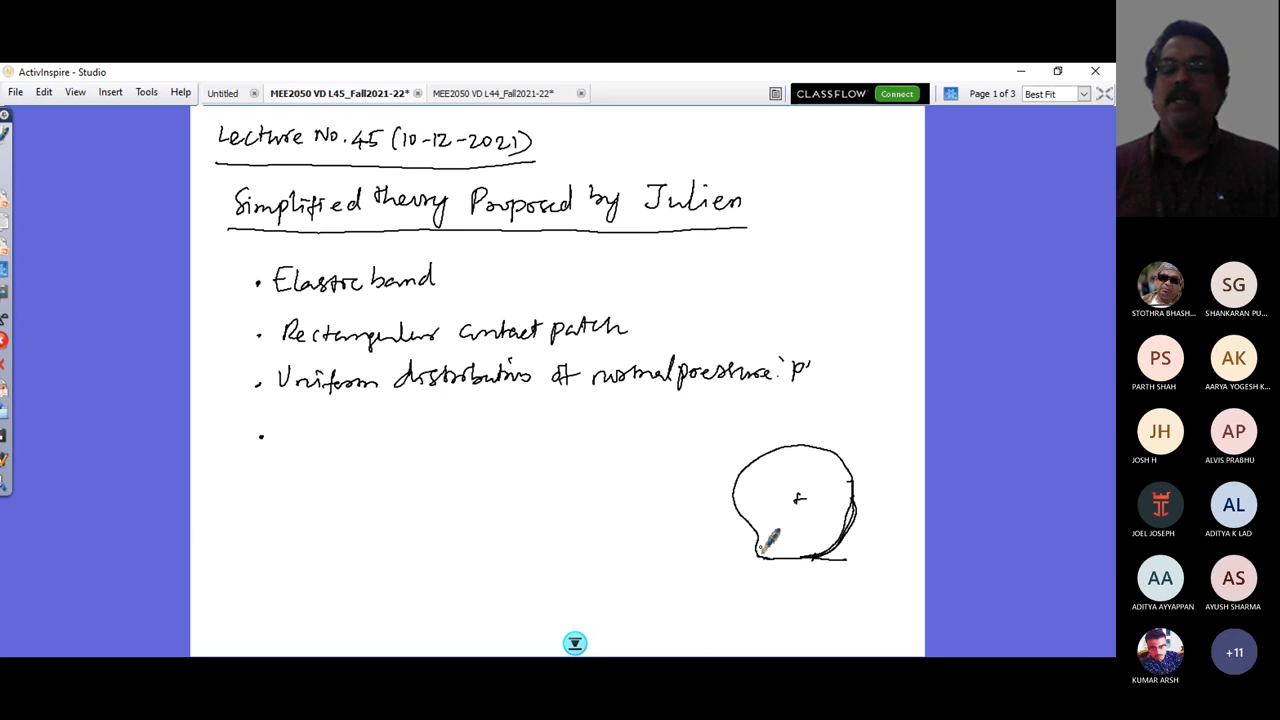 ActivInspire - Studio
File Edit View Insert Tools Help
Untitled MEE2050 VD L45_Fall2021-22* MEE2050 VD L44_Fall2021-22* CLASSFLOW Connect Page 1 of 3 Best Fit
Lecture No. 45 (10-12-2021)
Simplified theory Proposed by Julien
• Elastic band
• Rectangular contact patch
• Uniform distribution of normal pressure 'p'
STOTHRA BHASH...
SG
SHANKARAN PU...
PS
PARTH SHAH
AK
AARYA YOGESH K...
JH
JOSH H
AP
ALVIS PRABHU
JOEL JOSEPH
AL
ADITYA K LAD
AA
ADITYA AYYAPPAN
AS
AYUSH SHARMA
KUMAR ARSH
+11